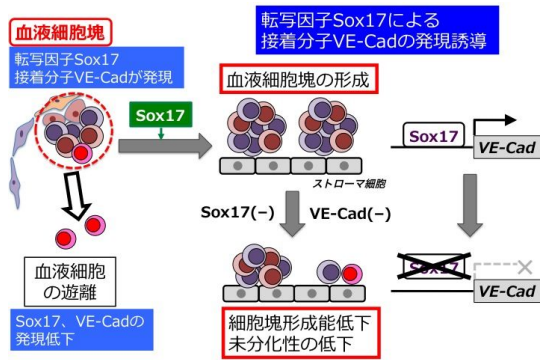 血液細胞塊
転写因子Sox17
接着分子VE-Cadが発現
転写因子Sox17による
接着分子VE-Cadの発現誘導
Sox17
血液細胞塊の形成
ストローマ細胞
Sox17
VE-Cad
Sox17(−)
VE-Cad(−)
血液細胞
の遊離
Sox17、VE-Cadの
発現低下
細胞塊形成能低下
未分化性の低下
Sox17
VE-Cad